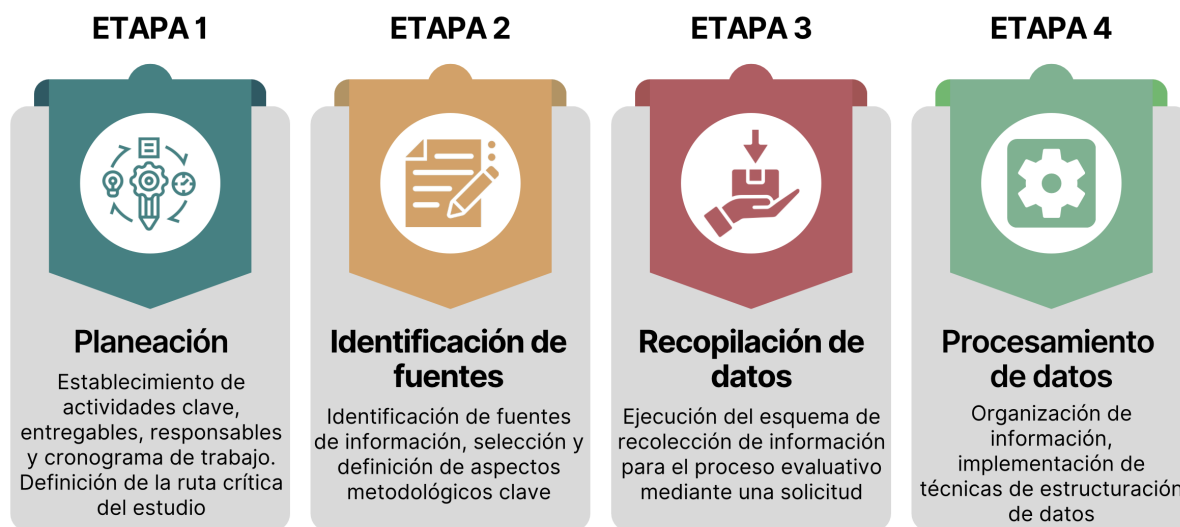 ETAPA 1
Planeación
Establecimiento de
actividades clave,
entregables, responsables
y cronograma de trabajo.
Definición de la ruta crítica
del estudio
ETAPA 2
Identificación de
fuentes
Identificación de fuentes
de información, selección y
definición de aspectos
metodológicos clave
ETAPA 3
Recopilación de
datos
Ejecución del esquema de
recolección de información
para el proceso evaluativo
mediante una solicitud
ETAPA 4
Procesamiento
de datos
Organización de
información,
implementación de
técnicas de estructuración
de datos